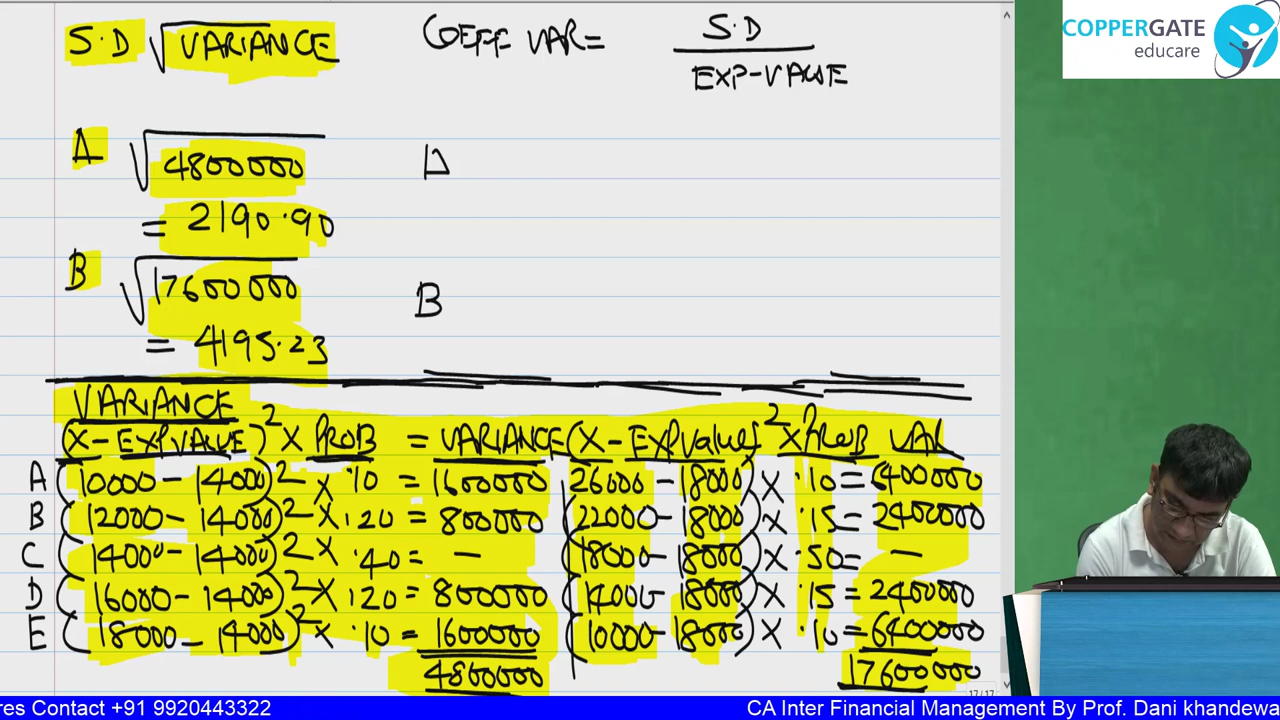 S.D √VARIANCE COEFF VAR = S.D
EXP-VALUE
A √4800000 A
= 2190.90
B √17600000 B
= 4195.23
VARIANCE
(X - EXP VALUE)² X PROB = VARIANCE (X - EXP Value)² X PROB VAR
A (10000 - 14000)² X .10 = 1600000 (26000 - 18000) X .10 = 6400000
B (12000 - 14000)² X .20 = 800000 (22000 - 18000) X .15 = 2400000
C (14000 - 14000)² X .40 = - (18000 - 18000) X .50 = -
D (16000 - 14000)² X .20 = 800000 (14000 - 18000) X .15 = 2400000
E (18000 - 14000)² X .10 = 1600000 (10000 - 18000) X .10 = 6400000
4800000 17600000
17/17
COPPERGATE
educare
res Contact +91 9920443322 CA Inter Financial Management By Prof. Dani khandewa